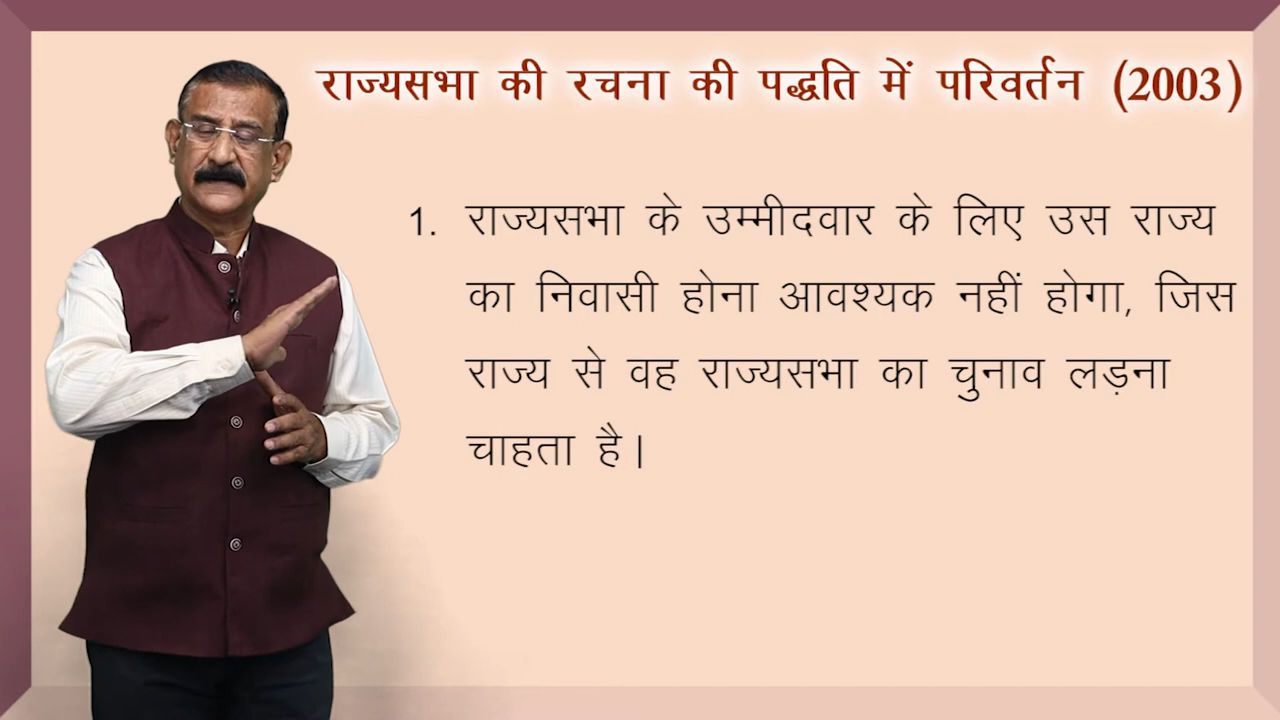 राज्यसभा की रचना की पद्धति में परिवर्तन (2003)
1. राज्यसभा के उम्मीदवार के लिए उस राज्य
का निवासी होना आवश्यक नहीं होगा, जिस
राज्य से वह राज्यसभा का चुनाव लड़ना
चाहता है।